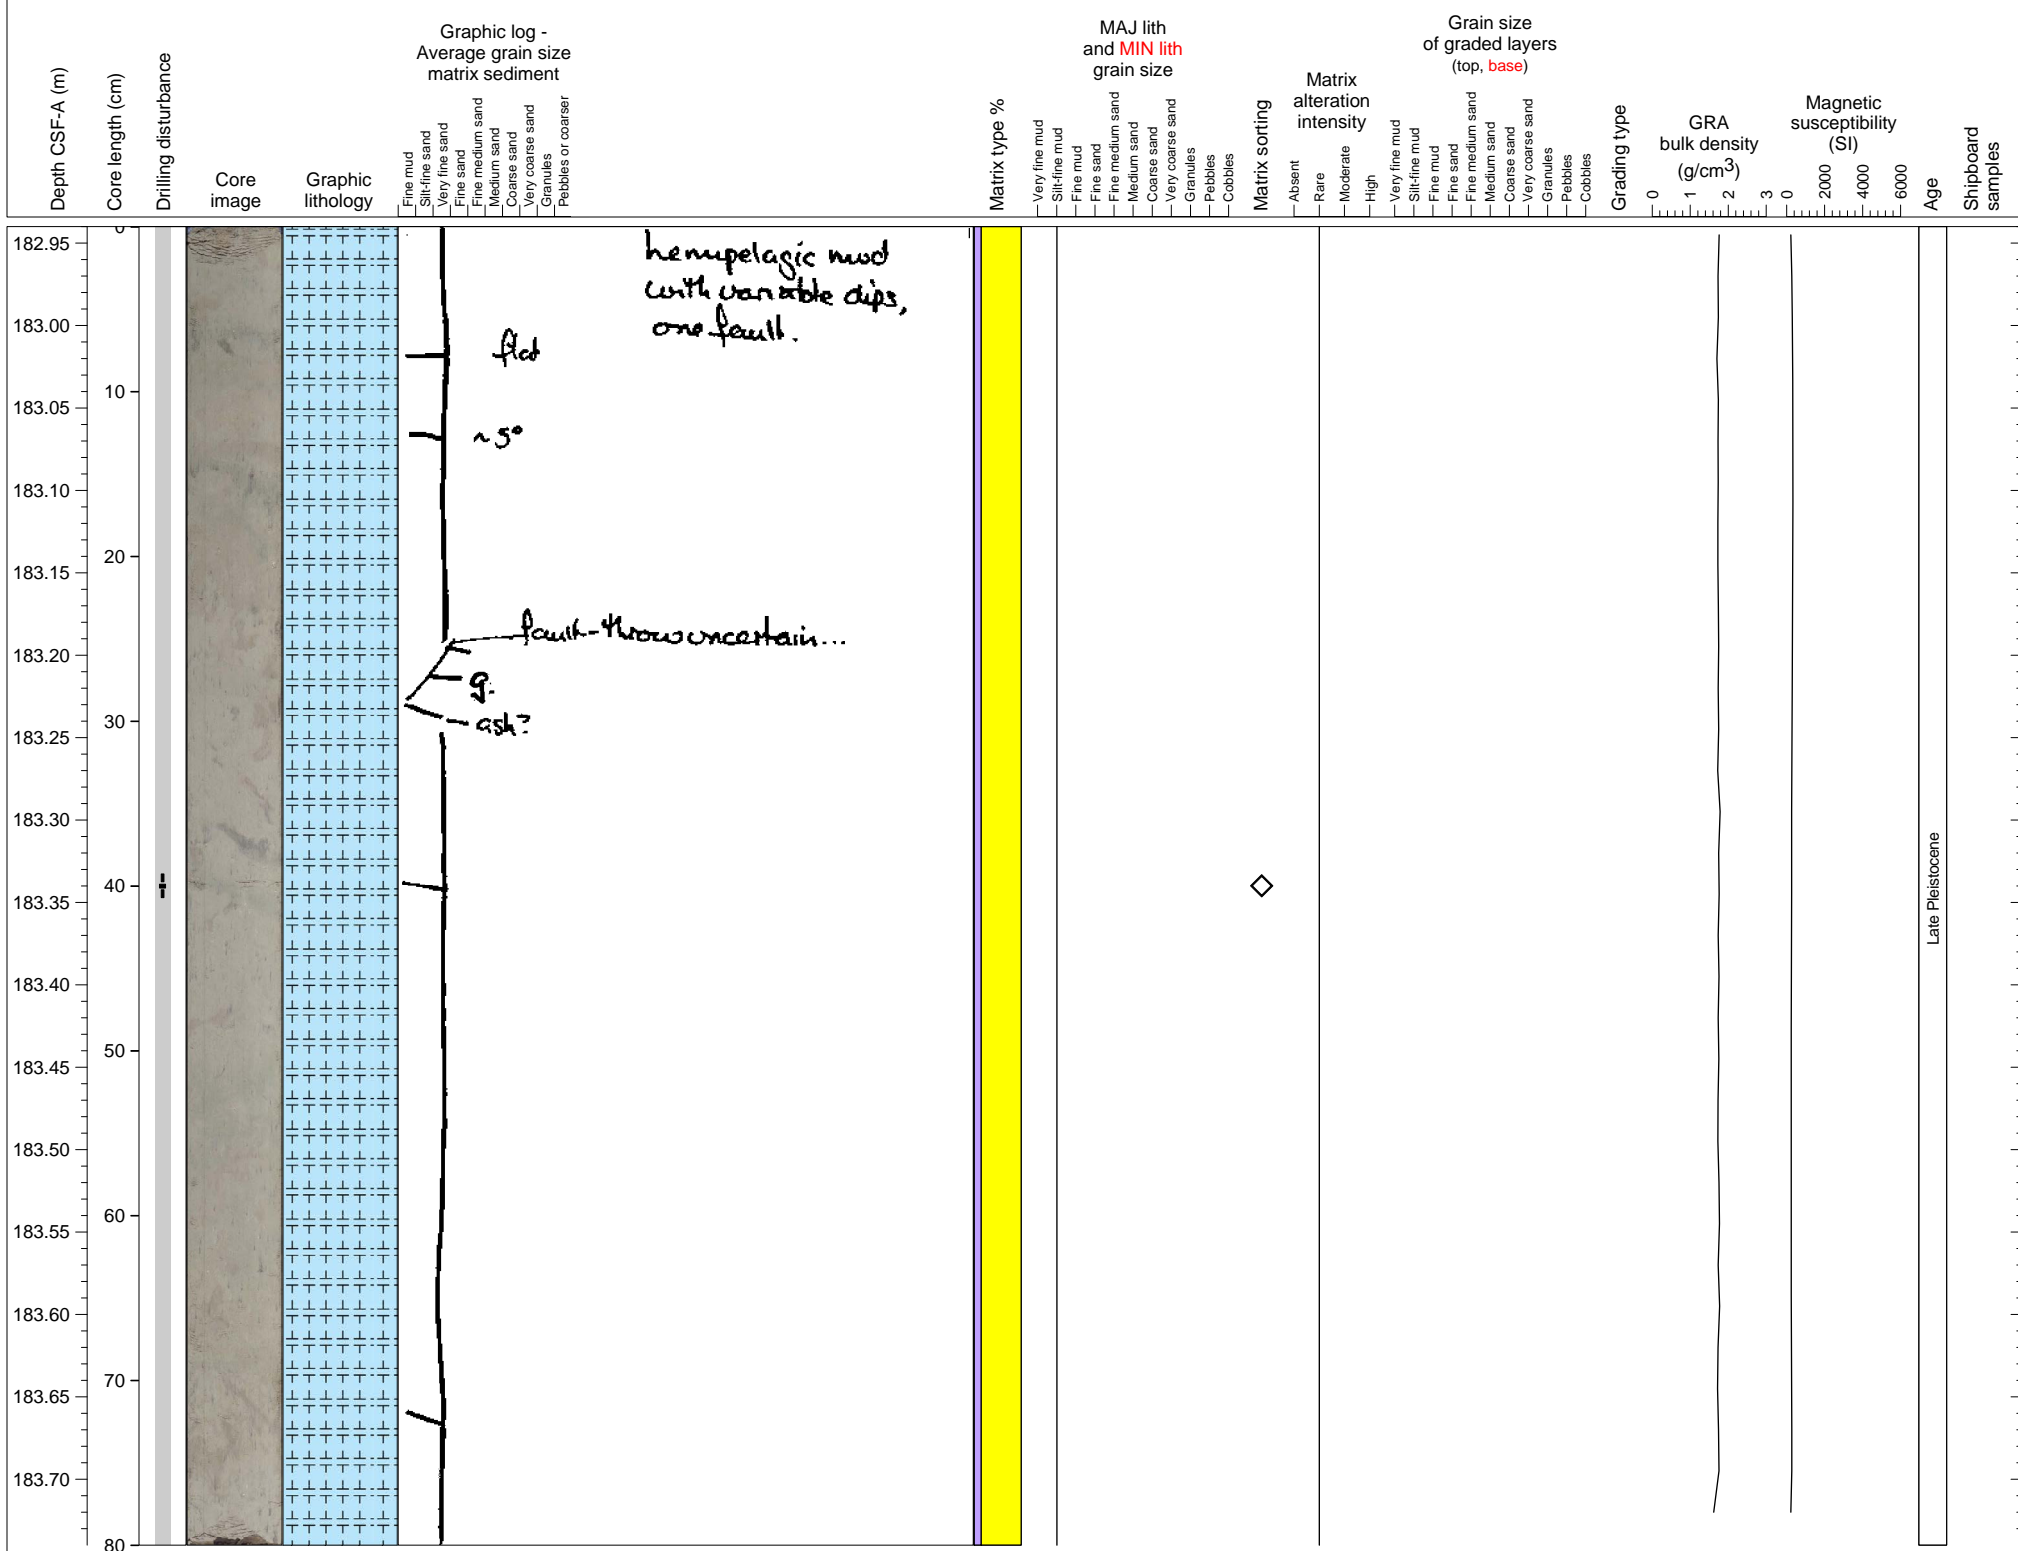 Depth CSF-A (m)
Core length (cm)
Drilling disturbance
Core
image
Graphic
lithology
Graphic log -
Average grain size
matrix sediment
Fine mud
Silt-fine sand
Very fine sand
Fine sand
Fine medium sand
Medium sand
Coarse sand
Very coarse sand
Granules
Pebbles or coarser
Matrix type %
MAJ lith
and MIN lith
grain size
Very fine mud
Silt-fine mud
Fine mud
Fine sand
Fine medium sand
Medium sand
Coarse sand
Very coarse sand
Granules
Pebbles
Cobbles
Matrix sorting
Matrix
alteration
intensity
Absent
Rare
Moderate
High
Grain size
of graded layers
(top, base)
Very fine mud
Silt-fine mud
Fine mud
Fine sand
Fine medium sand
Medium sand
Coarse sand
Very coarse sand
Granules
Pebbles
Cobbles
Grading type
GRA
bulk density
(g/cm3)
0 1 2 3
Magnetic
susceptibility
(SI)
0 2000 4000 6000
Age
Shipboard
samples
182.95
183.00
183.05
183.10
183.15
183.20
183.25
183.30
183.35
183.40
183.45
183.50
183.55
183.60
183.65
183.70
0
10
20
30
40
50
60
70
80
hemipelagic mud
with variable dips,
one fault.
flat
~5°
fault-throw uncertain...
g.
ash?
Late Pleistocene